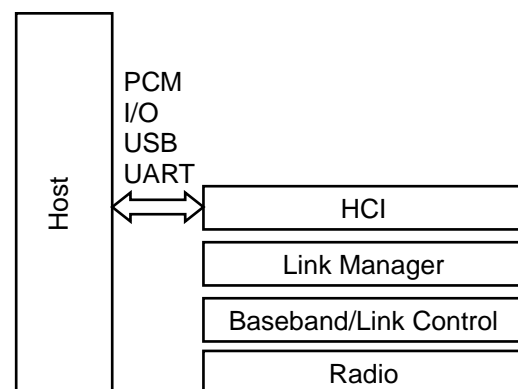 Host
PCM
I/O
USB
UART
HCI
Link Manager
Baseband/Link Control
Radio